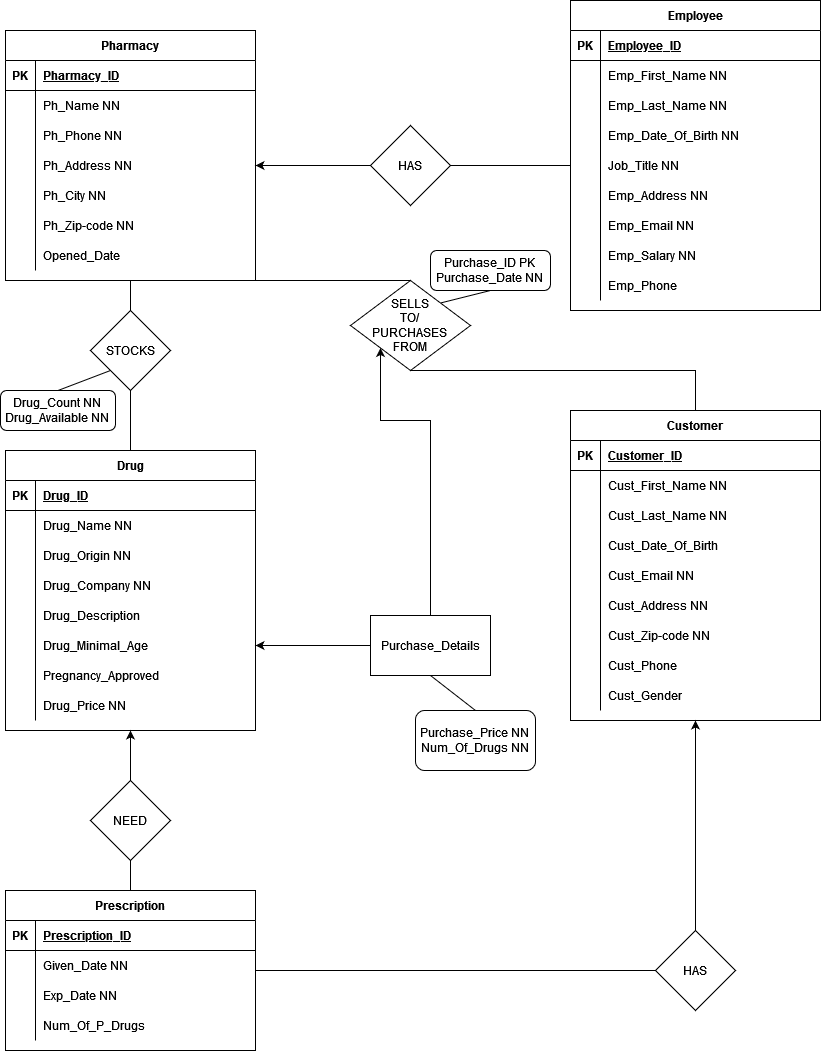 Pharmacy
PK Pharmacy_ID
Ph_Name NN
Ph_Phone NN
Ph_Address NN
Ph_City NN
Ph_Zip-code NN
Opened_Date
HAS
Employee
PK Employee_ID
Emp_First_Name NN
Emp_Last_Name NN
Emp_Date_Of_Birth NN
Job_Title NN
Emp_Address NN
Emp_Email NN
Emp_Salary NN
Emp_Phone
Purchase_ID PK
Purchase_Date NN
SELLS
TO/
PURCHASES
FROM
STOCKS
Drug_Count NN
Drug_Available NN
Drug
PK Drug_ID
Drug_Name NN
Drug_Origin NN
Drug_Company NN
Drug_Description
Drug_Minimal_Age
Pregnancy_Approved
Drug_Price NN
Customer
PK Customer_ID
Cust_First_Name NN
Cust_Last_Name NN
Cust_Date_Of_Birth
Cust_Email NN
Cust_Address NN
Cust_Zip-code NN
Cust_Phone
Cust_Gender
Purchase_Details
Purchase_Price NN
Num_Of_Drugs NN
NEED
Prescription
PK Prescription_ID
Given_Date NN
Exp_Date NN
Num_Of_P_Drugs
HAS